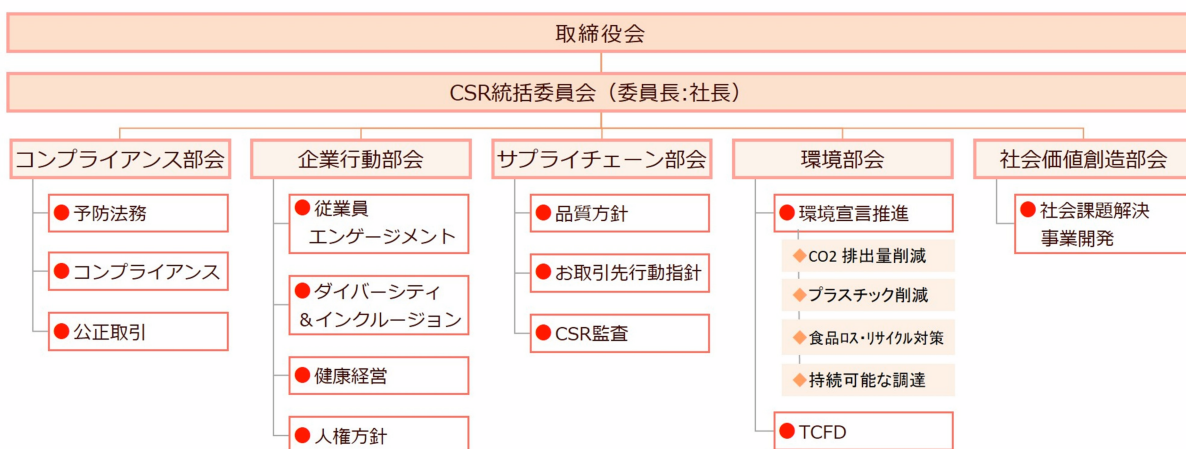 取締役会
CSR統括委員会（委員長:社長）
コンプライアンス部会
予防法務
コンプライアンス
公正取引
企業行動部会
従業員
エンゲージメント
ダイバーシティ
＆インクルージョン
健康経営
人権方針
サプライチェーン部会
品質方針
お取引先行動指針
CSR監査
環境部会
環境宣言推進
CO2 排出量削減
プラスチック削減
食品ロス・リサイクル対策
持続可能な調達
TCFD
社会価値創造部会
社会課題解決
事業開発